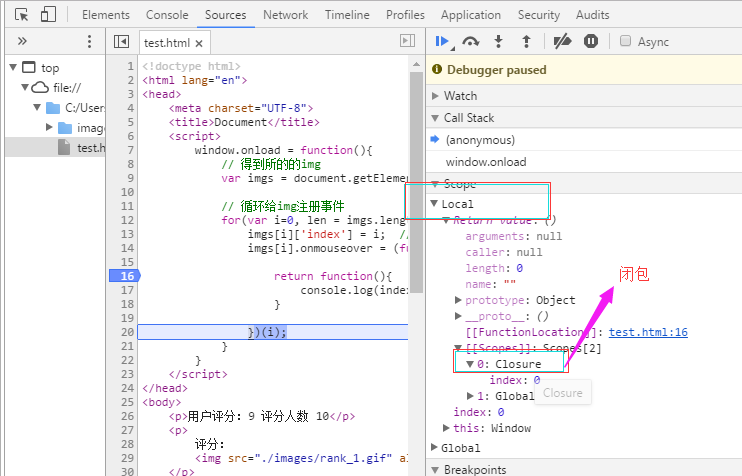 Elements Console Sources Network Timeline Profiles Application Security Audits
» test.html × Async
top
file://
C:/Users
imag
test.h
1 <!doctype html>
2 <html lang="en">
3 <head>
4 <meta charset="UTF-8">
5 <title>Document</title>
6 <script>
7 window.onload = function(){
8 // 得到所的的img
9 var imgs = document.getEleme
10
11 // 循环给img注册事件
12 for(var i=0, len = imgs.leng
13 imgs[i]['index'] = i; //
14 imgs[i].onmouseover = (fu
15
16 return function(){
17 console.log(index
18 }
19
20 })(i);
21 }
22 }
23 </script>
24 </head>
25 <body>
26 <p>用户评分：9 评分人数 10</p>
27 <p>
28 评分：
29 <img src="./images/rank_1.gif" al
30 </p>
Debugger paused
Watch
Call Stack
(anonymous)
window.onload
Scope
Local
Return value: ()
arguments: null
caller: null
length: 0
name: ""
prototype: Object
__proto__: ()
[[FunctionLocation]]: test.html:16
[[Scopes]]: Scopes[2]
0: Closure
index: 0
1: Global
index: 0
this: Window
Global
Breakpoints
闭包
Closure